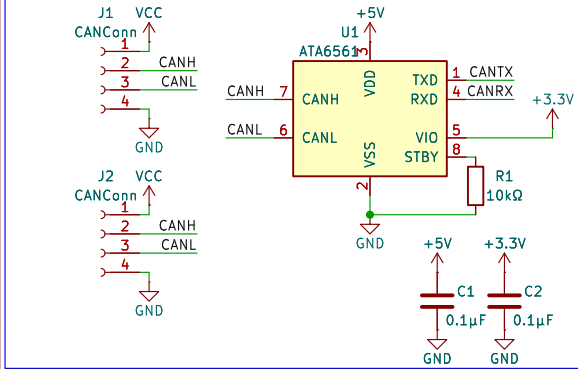 J1 VCC
CANConn
1
2 CANH
3 CANL
4
GND
J2 VCC
CANConn
1
2 CANH
3 CANL
4
GND
+5V
U1
ATA6561
3
VDD
CANH 7 CANH
CANL 6 CANL
TXD 1 CANTX
RXD 4 CANRX
VIO 5
+3.3V
STBY 8
VSS
2
R1
10kΩ
GND
+5V +3.3V
C1 C2
0.1µF 0.1µF
GND GND